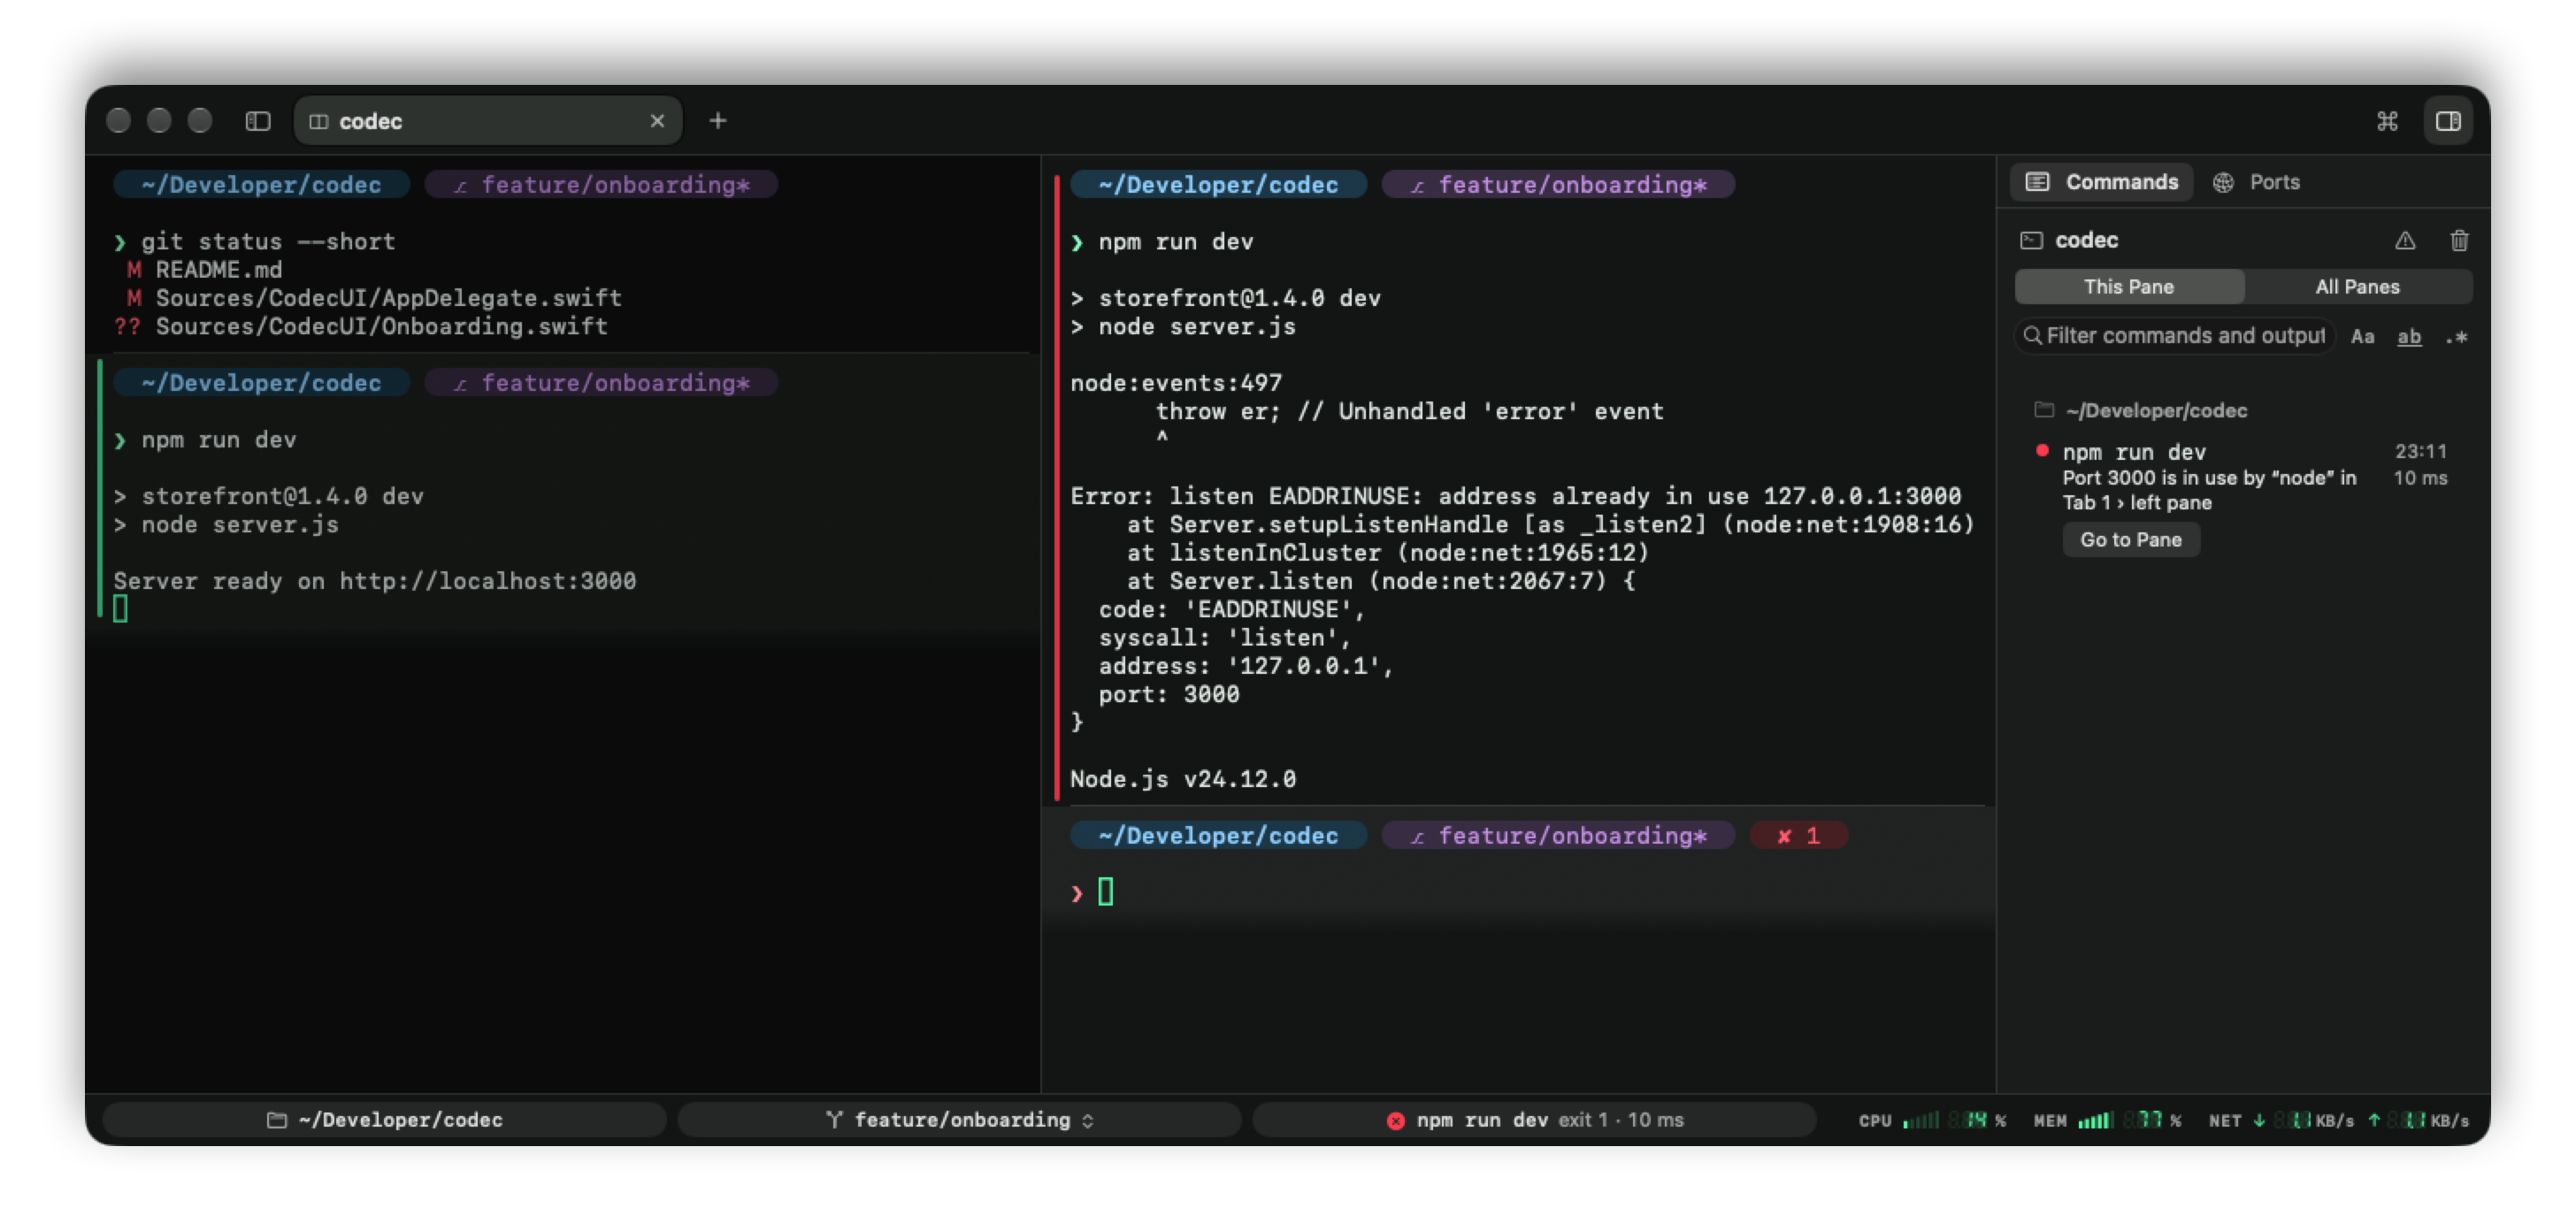 codec
~/Developer/codec feature/onboarding*
❯ git status --short
M README.md
M Sources/CodecUI/AppDelegate.swift
?? Sources/CodecUI/Onboarding.swift
~/Developer/codec feature/onboarding*
❯ npm run dev
> storefront@1.4.0 dev
> node server.js
Server ready on http://localhost:3000
~/Developer/codec feature/onboarding*
❯ npm run dev
> storefront@1.4.0 dev
> node server.js
node:events:497
throw er; // Unhandled 'error' event
^
Error: listen EADDRINUSE: address already in use 127.0.0.1:3000
at Server.setupListenHandle [as _listen2] (node:net:1908:16)
at listenInCluster (node:net:1965:12)
at Server.listen (node:net:2067:7) {
code: 'EADDRINUSE',
syscall: 'listen',
address: '127.0.0.1',
port: 3000
}
Node.js v24.12.0
~/Developer/codec feature/onboarding* ✘ 1
❯
Commands Ports
codec
This Pane All Panes
Filter commands and output Aa ab .*
~/Developer/codec
npm run dev 23:11
Port 3000 is in use by “node” in 10 ms
Tab 1 › left pane
Go to Pane
~/Developer/codec feature/onboarding npm run dev exit 1 · 10 ms CPU 14 % MEM 77 % NET ↓ KB/s ↑ KB/s